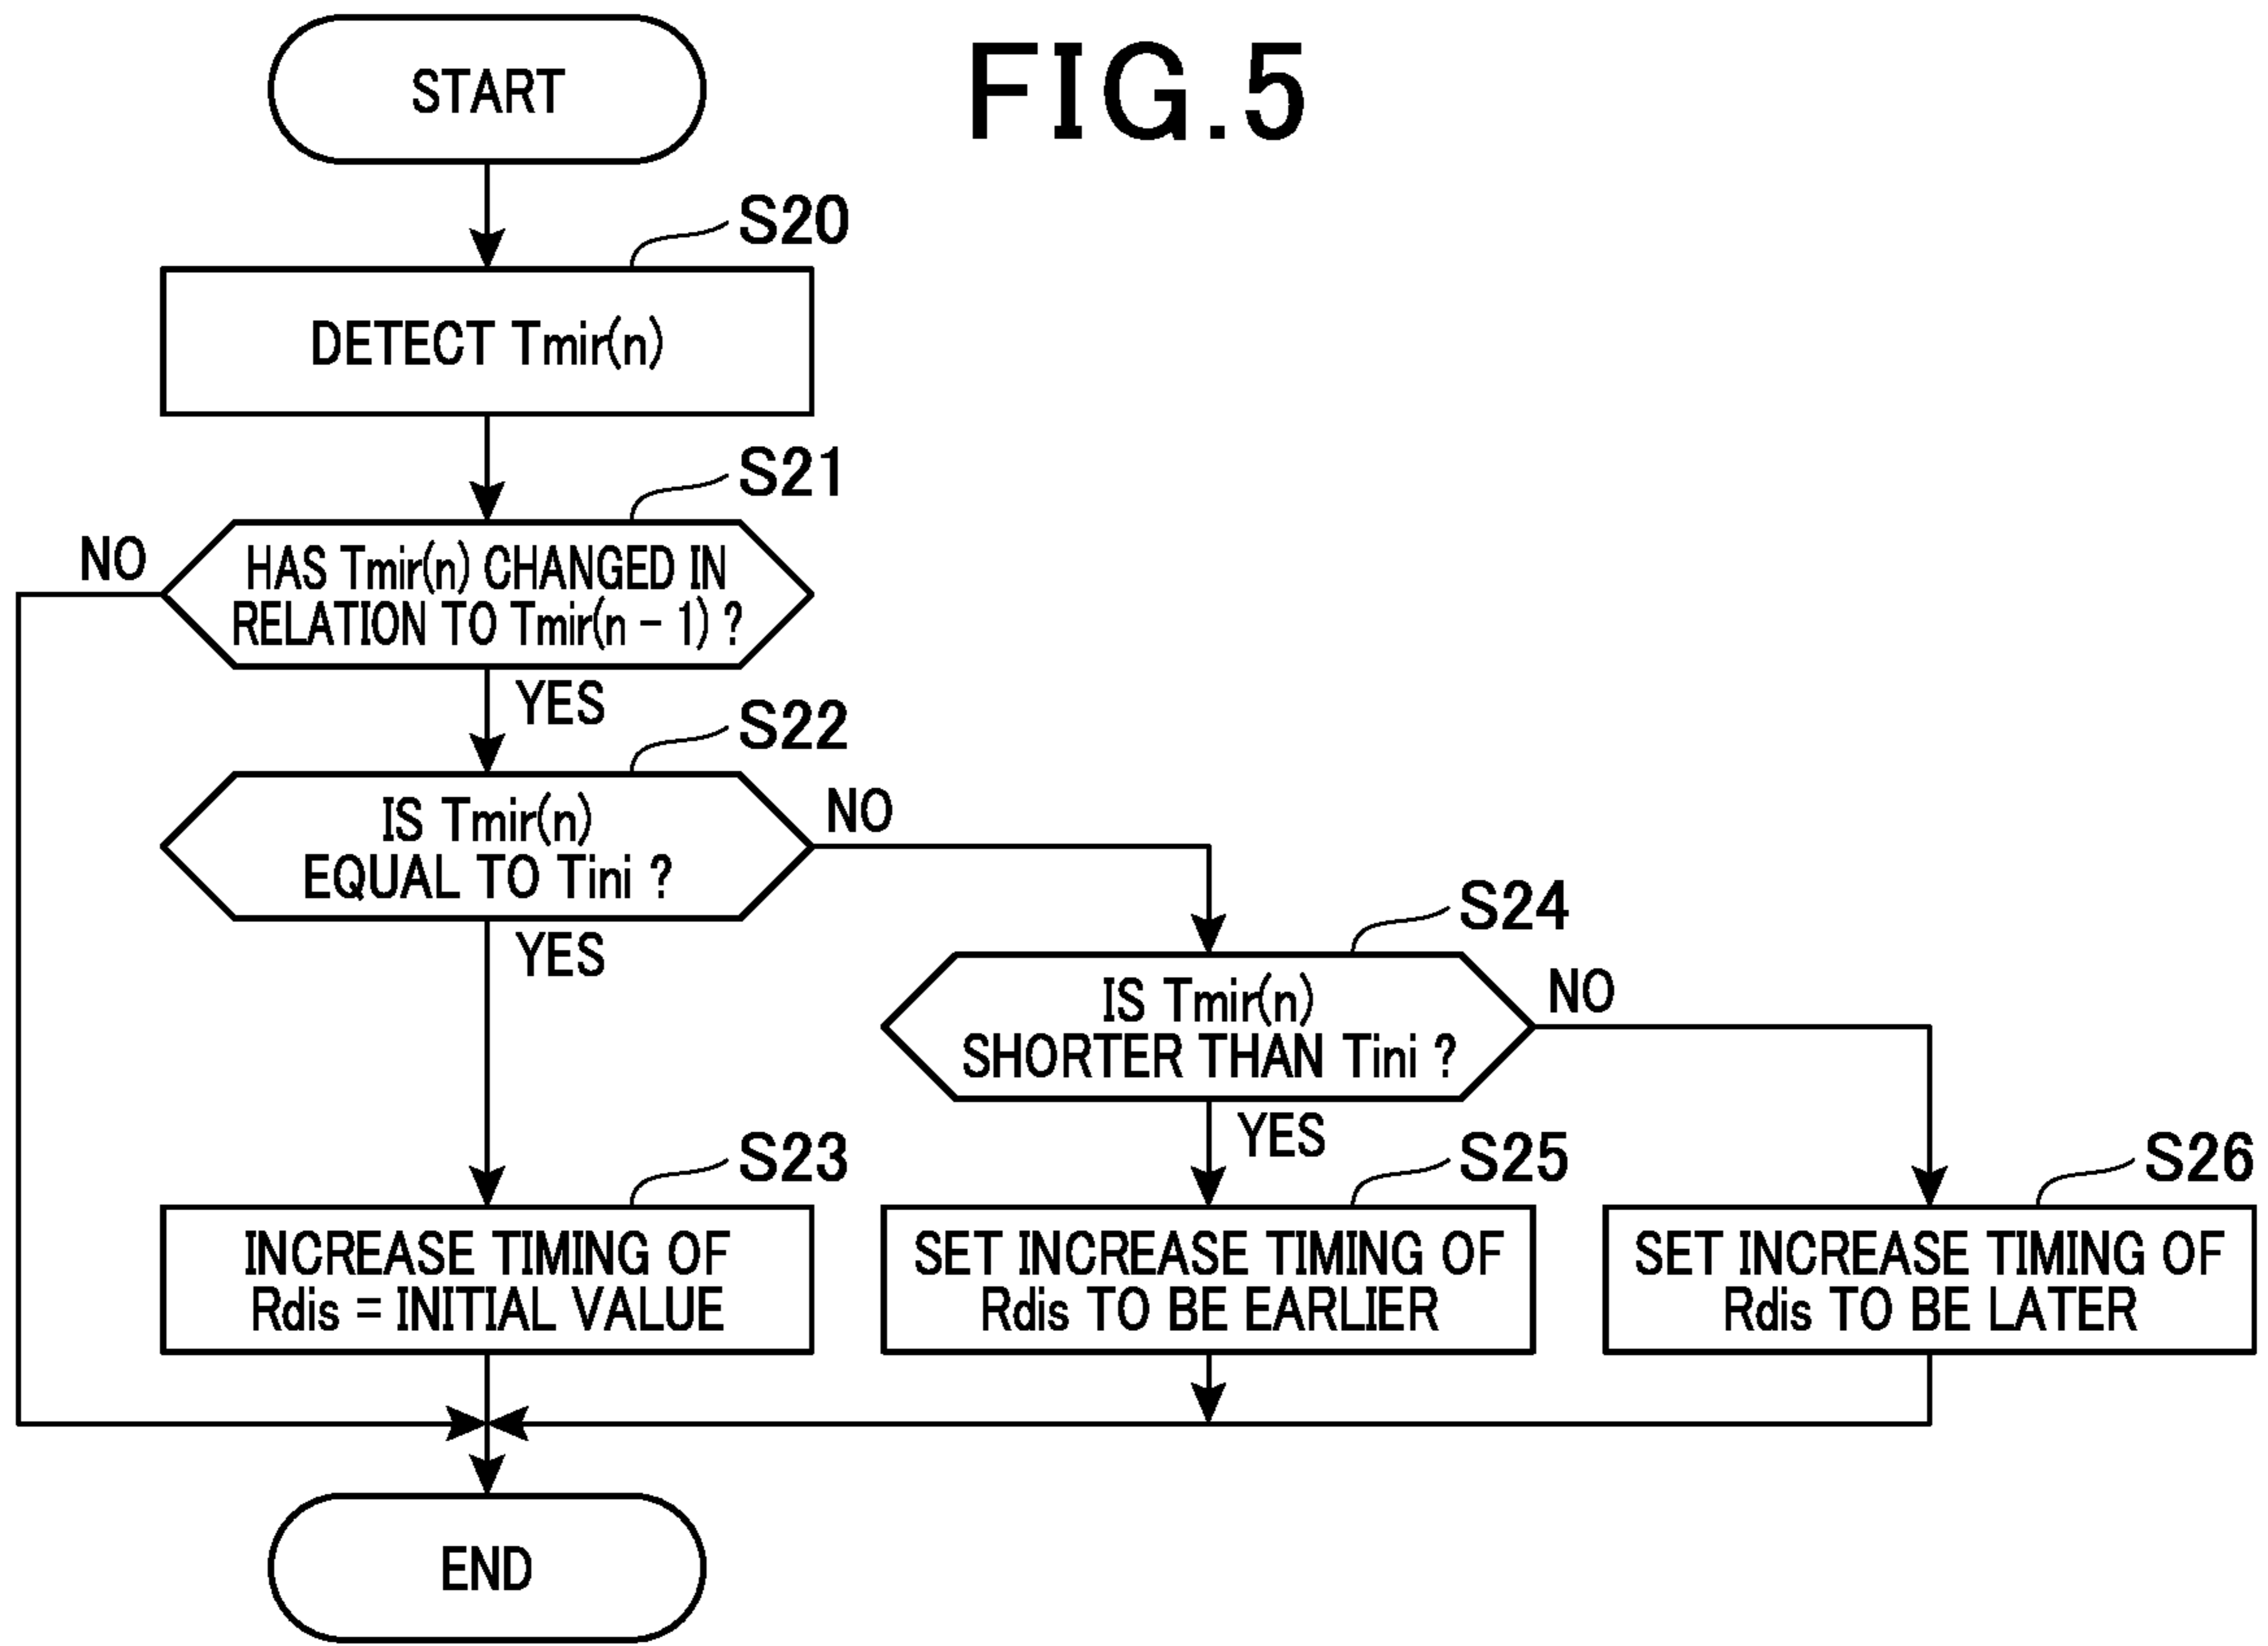 FIG.5
START
S20
DETECT Tmir(n)
S21
NO
HAS Tmir(n) CHANGED IN
RELATION TO Tmir(n - 1) ?
YES
S22
IS Tmir(n)
EQUAL TO Tini ?
NO
YES
S24
IS Tmir(n)
SHORTER THAN Tini ?
NO
YES
S23
INCREASE TIMING OF
Rdis = INITIAL VALUE
S25
SET INCREASE TIMING OF
Rdis TO BE EARLIER
S26
SET INCREASE TIMING OF
Rdis TO BE LATER
END